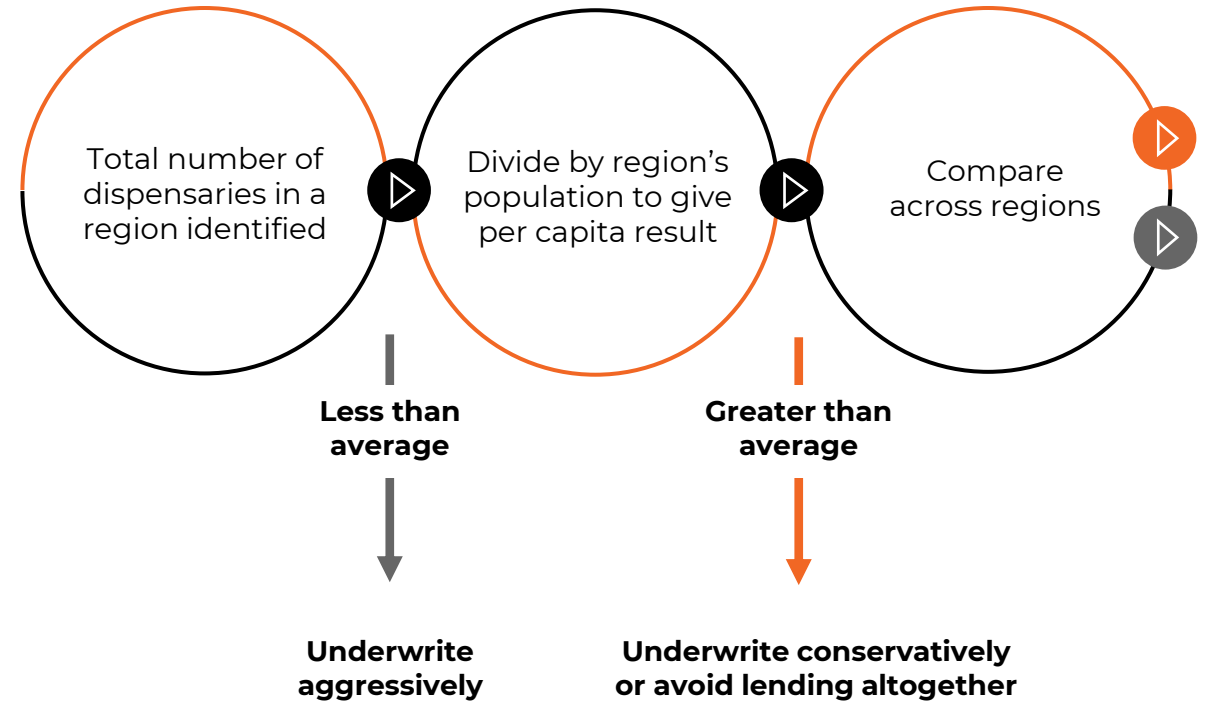 Total number of
dispensaries in a
region identified
Divide by region’s
population to give
per capita result
Compare
across regions
Less than
average
Greater than
average
Underwrite
aggressively
Underwrite conservatively
or avoid lending altogether